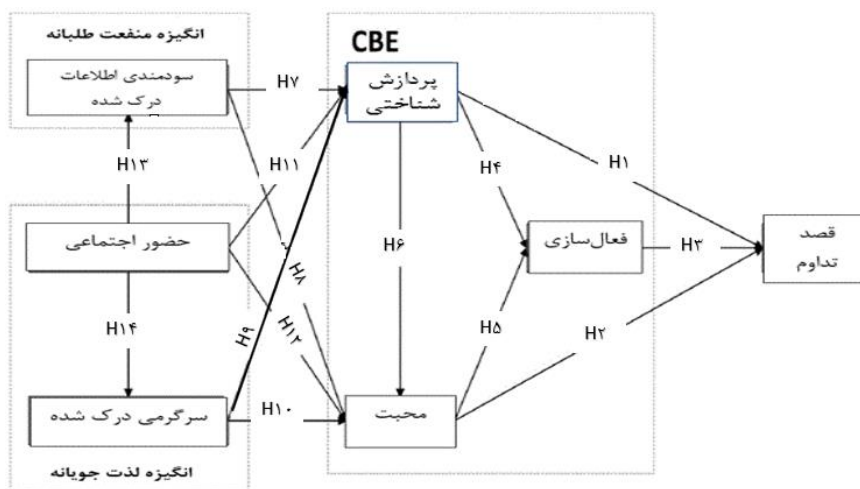 انگیزه منفعت طلبانه
CBE
سودمندی اطلاعات
درک شده
H۷
پردازش
شناختی
H۱۳
H۱۱
H۴
H۱
حضور اجتماعی
H۸
H۶
فعال‌سازی
H۳
قصد
تداوم
H۱۴
H۹
H۱۲
H۵
H۲
سرگرمی درک شده
H۱۰
محبت
انگیزه لذت جویانه